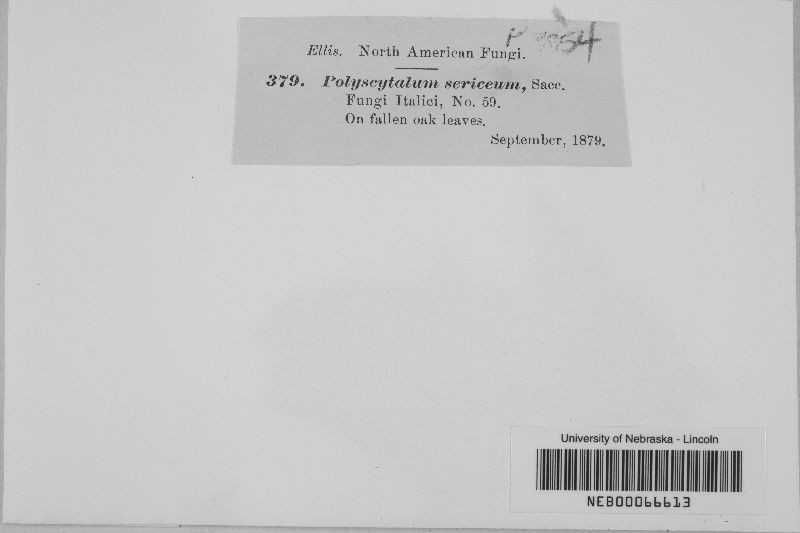 Ellis. North American Fungi.
379. Polyscytalum sericeum, Sacc.
Fungi Italici, No. 59.
On fallen oak leaves.
September, 1879.
University of Nebraska - Lincoln
NEB00066613